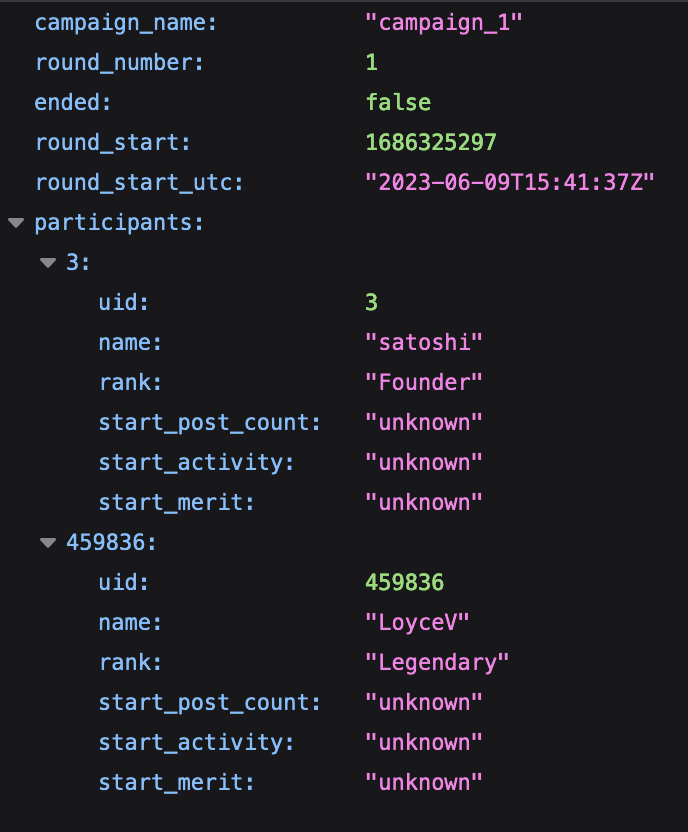 campaign_name: "campaign_1"
round_number: 1
ended: false
round_start: 1686325297
round_start_utc: "2023-06-09T15:41:37Z"
participants:
3:
uid: 3
name: "satoshi"
rank: "Founder"
start_post_count: "unknown"
start_activity: "unknown"
start_merit: "unknown"
459836:
uid: 459836
name: "LoyceV"
rank: "Legendary"
start_post_count: "unknown"
start_activity: "unknown"
start_merit: "unknown"